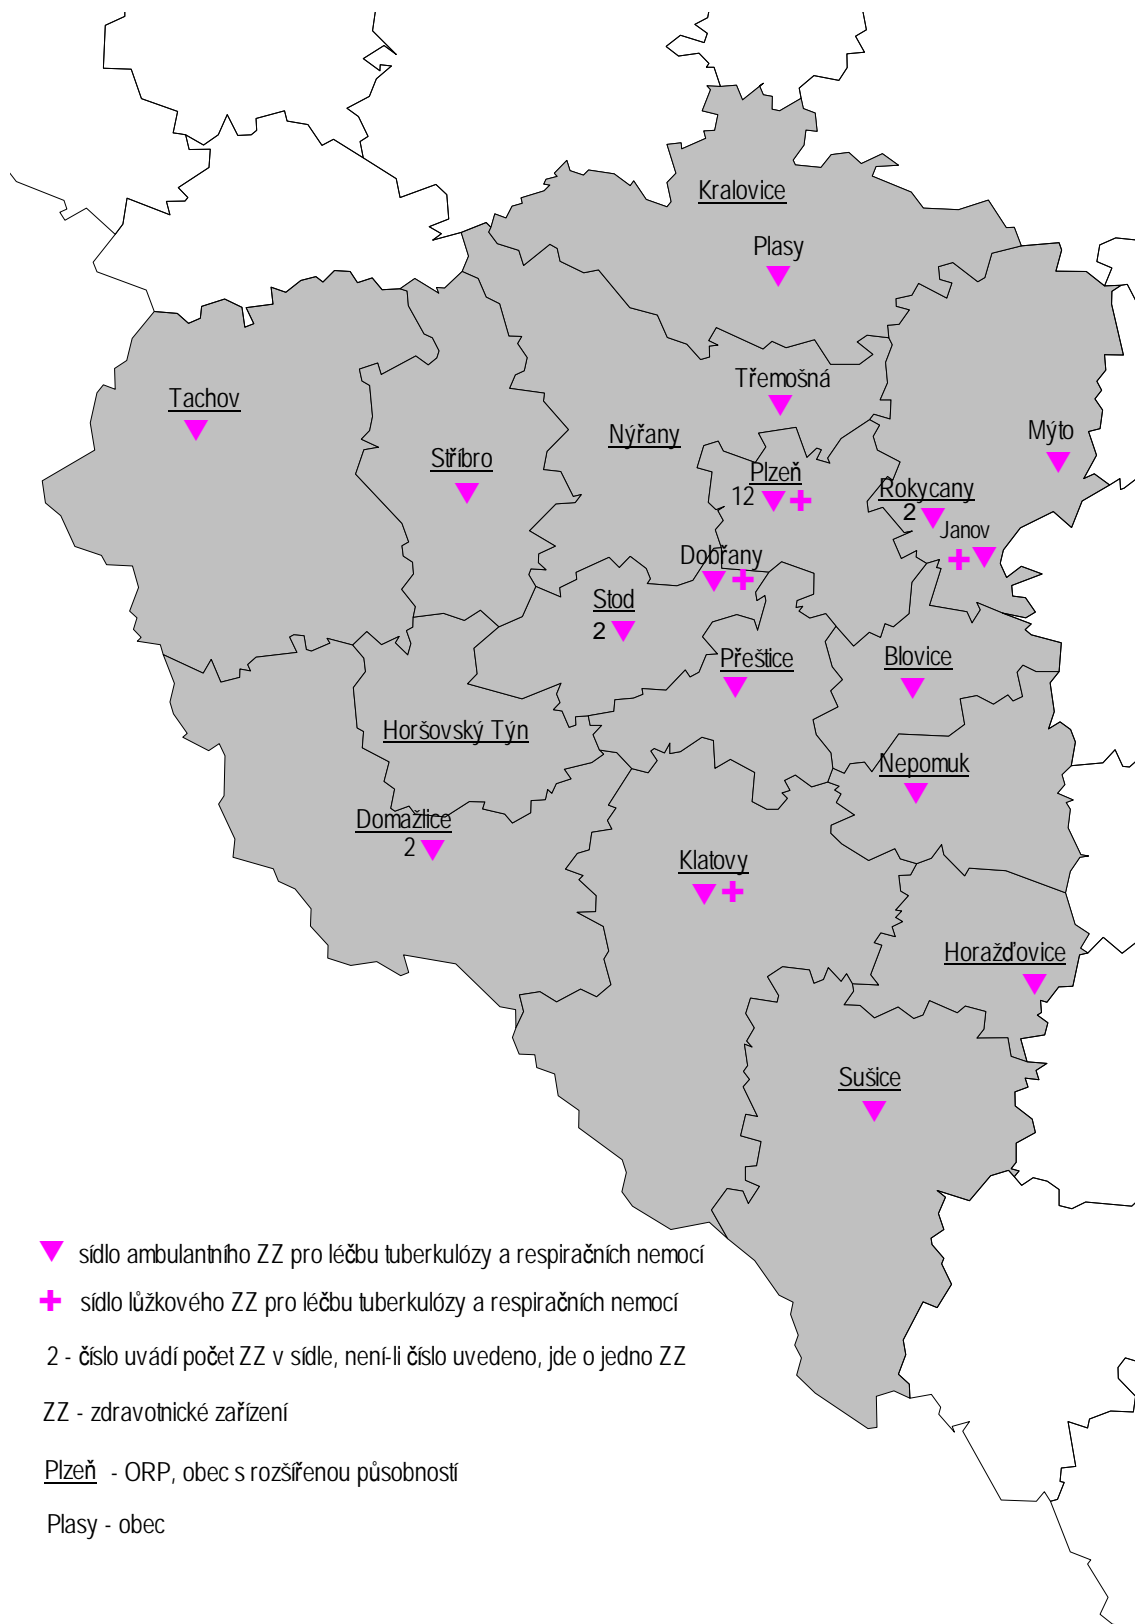 Kralovice
Plasy
Třemošná
Tachov
Nýřany
Mýto
Stříbro
Plzeň
12
Rokycany
2
Janov
Dobřany
Stod
2
Přeštice
Blovice
Horšovský Týn
Nepomuk
Domažlice
2
Klatovy
Horažďovice
Sušice
sídlo ambulantního ZZ pro léčbu tuberkulózy a respiračních nemocí
sídlo lůžkového ZZ pro léčbu tuberkulózy a respiračních nemocí
2 - číslo uvádí počet ZZ v sídle, není-li číslo uvedeno, jde o jedno ZZ
ZZ - zdravotnické zařízení
Plzeň - ORP, obec s rozšířenou působností
Plasy - obec